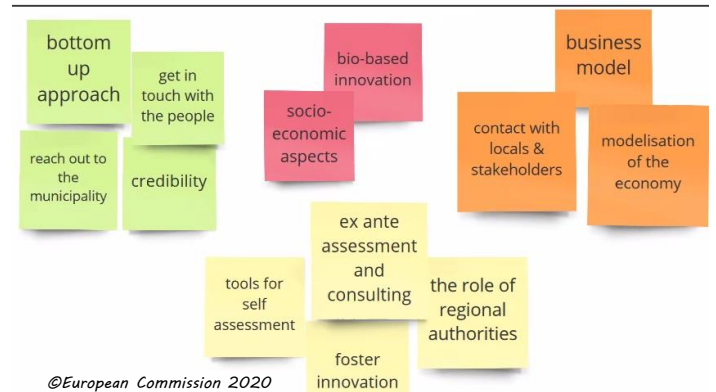 bottom
up
approach
get in
touch with
the people
reach out to
the
municipality
credibility
bio-based
innovation
socio-
economic
aspects
business
model
contact with
locals &
stakeholders
modelisation
of the
economy
ex ante
assessment
and
consulting
tools for
self
assessment
the role of
regional
authorities
foster
innovation
©European Commission 2020